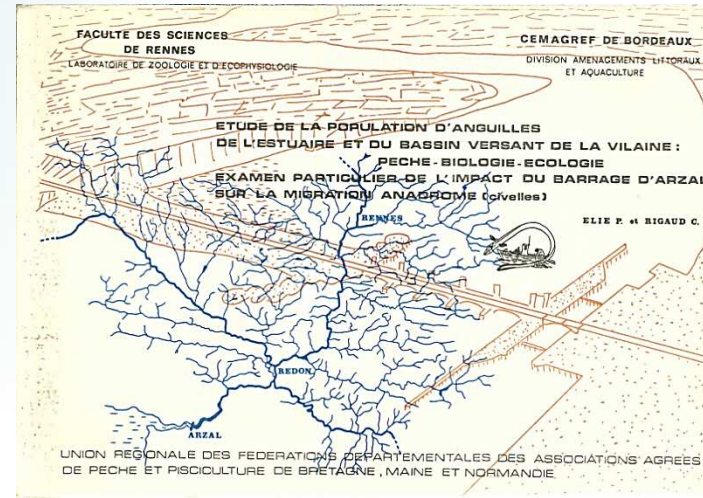 FACULTE DES SCIENCES
DE RENNES
LABORATOIRE DE ZOOLOGIE ET D'ECOPHYSIOLOGIE
CEMAGREF DE BORDEAUX
DIVISION AMENAGEMENTS LITTORAUX
ET AQUACULTURE
ETUDE DE LA POPULATION D'ANGUILLES
DE L'ESTUAIRE ET DU BASSIN VERSANT DE LA VILAINE :
PECHE-BIOLOGIE-ECOLOGIE
EXAMEN PARTICULIER DE L'IMPACT DU BARRAGE D'ARZAL
SUR LA MIGRATION ANADROME (civelles)
ELIE P. et RIGAUD C.
RENNES
REDON
ARZAL
UNION REGIONALE DES FEDERATIONS DEPARTEMENTALES DES ASSOCIATIONS AGREES
DE PECHE ET PISCICULTURE DE BRETAGNE, MAINE ET NORMANDIE